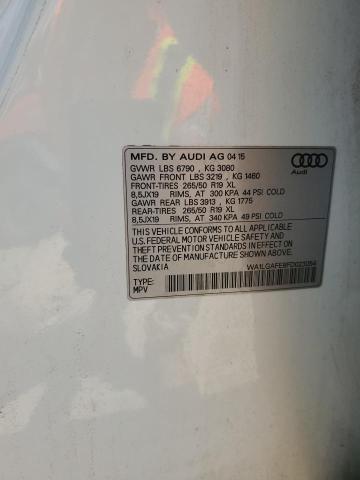 MFD. BY AUDI AG 04 15
GVWR LBS 6790 , KG 3080
GAWR FRONT LBS 3219 , KG 1460
FRONT-TIRES 265/50 R19 XL
8,5JX19 RIMS, AT 300 KPA 44 PSI COLD
GAWR REAR LBS 3913 , KG 1775
REAR-TIRES 265/50 R19 XL
8,5JX19 RIMS, AT 340 KPA 49 PSI COLD
THIS VEHICLE CONFORMS TO ALL APPLICABLE
U.S. FEDERAL MOTOR VEHICLE SAFETY AND
THEFT PREVENTION STANDARDS IN EFFECT ON
THE DATE OF MANUFACTURE SHOWN ABOVE.
SLOVAKIA
TYPE:
MPV
Audi